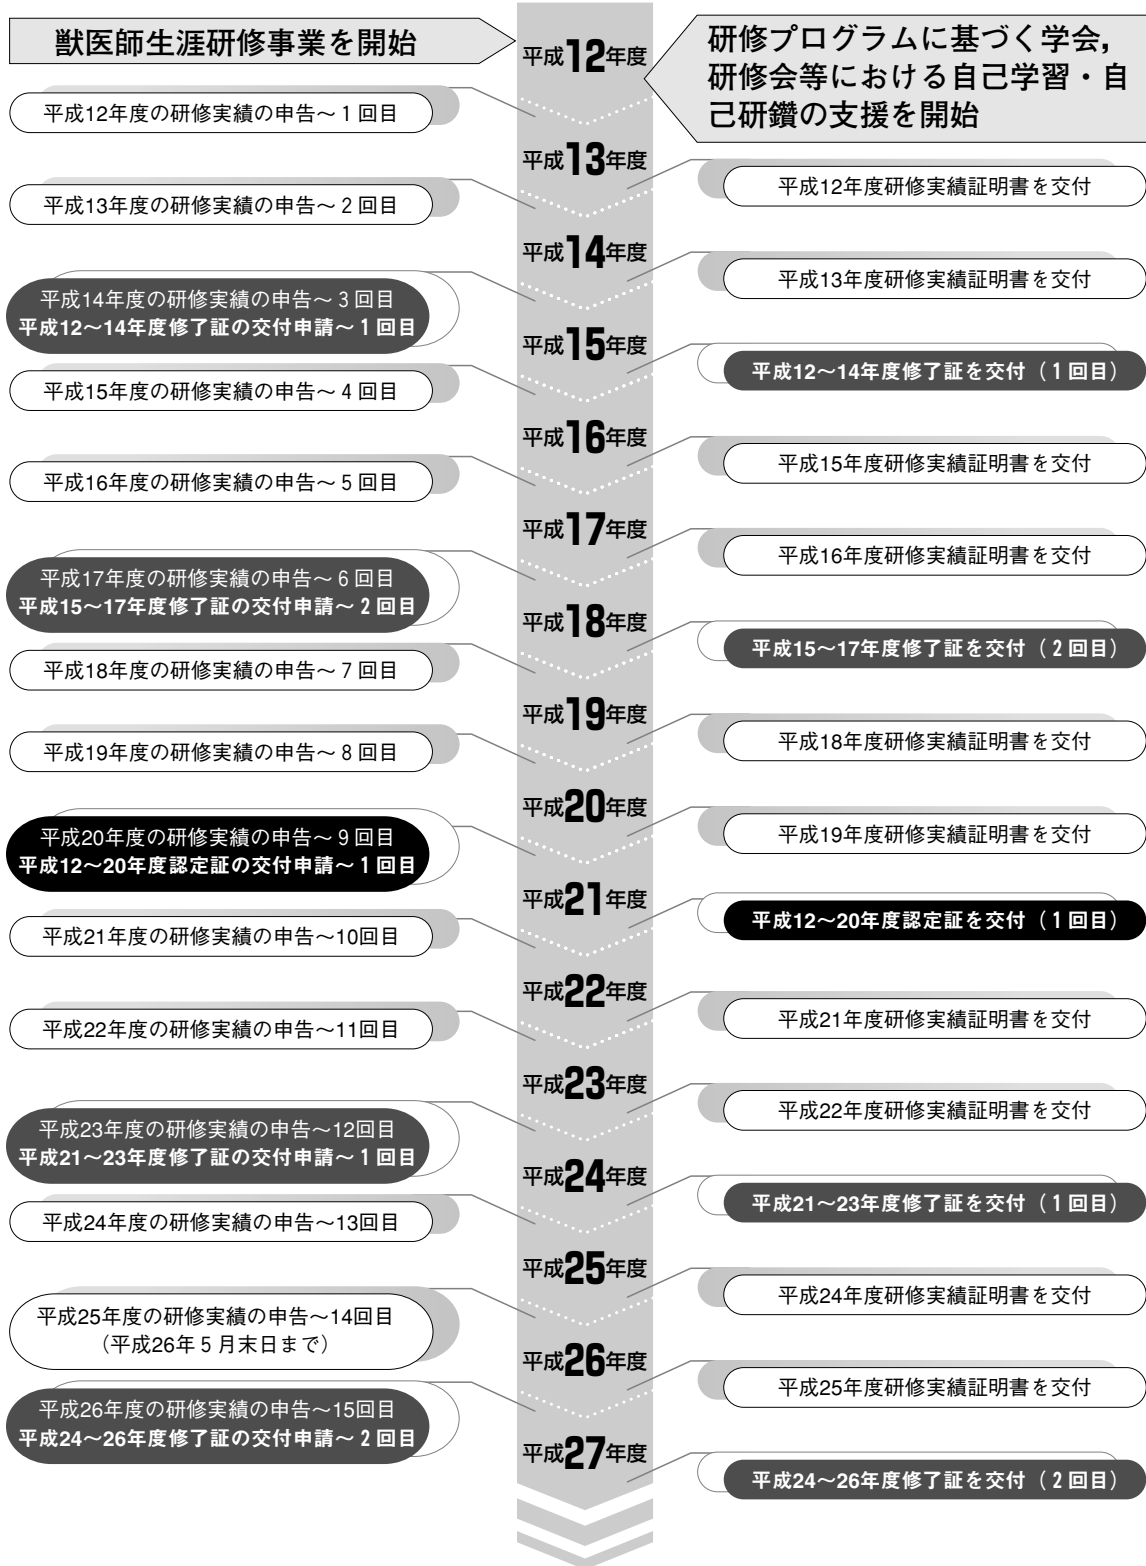 獣医師生涯研修事業を開始
平成12年度
研修プログラムに基づく学会,
研修会等における自己学習・自
己研鑽の支援を開始
平成12年度の研修実績の申告～1回目
平成13年度
平成12年度研修実績証明書を交付
平成13年度の研修実績の申告～2回目
平成14年度
平成13年度研修実績証明書を交付
平成14年度の研修実績の申告～3回目
平成12～14年度修了証の交付申請～1回目
平成15年度
平成12～14年度修了証を交付（1回目）
平成15年度の研修実績の申告～4回目
平成16年度
平成15年度研修実績証明書を交付
平成16年度の研修実績の申告～5回目
平成17年度
平成16年度研修実績証明書を交付
平成17年度の研修実績の申告～6回目
平成15～17年度修了証の交付申請～2回目
平成18年度
平成15～17年度修了証を交付（2回目）
平成18年度の研修実績の申告～7回目
平成19年度
平成18年度研修実績証明書を交付
平成19年度の研修実績の申告～8回目
平成20年度
平成19年度研修実績証明書を交付
平成20年度の研修実績の申告～9回目
平成12～20年度認定証の交付申請～1回目
平成21年度
平成12～20年度認定証を交付（1回目）
平成21年度の研修実績の申告～10回目
平成22年度
平成21年度研修実績証明書を交付
平成22年度の研修実績の申告～11回目
平成23年度
平成22年度研修実績証明書を交付
平成23年度の研修実績の申告～12回目
平成21～23年度修了証の交付申請～1回目
平成24年度
平成21～23年度修了証を交付（1回目）
平成24年度の研修実績の申告～13回目
平成25年度
平成24年度研修実績証明書を交付
平成25年度の研修実績の申告～14回目
（平成26年5月末日まで）
平成26年度
平成25年度研修実績証明書を交付
平成26年度の研修実績の申告～15回目
平成24～26年度修了証の交付申請～2回目
平成27年度
平成24～26年度修了証を交付（2回目）